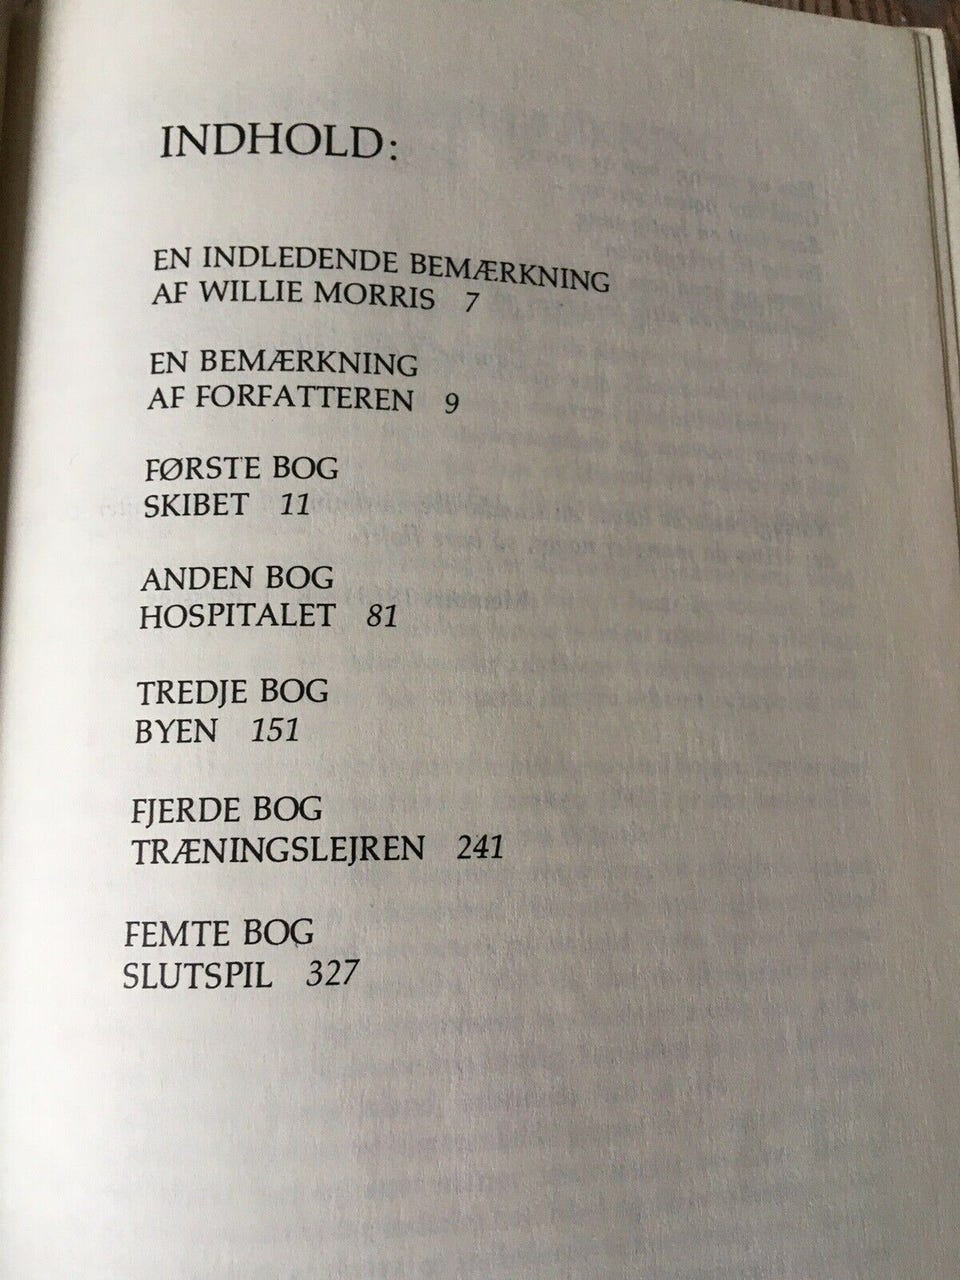 INDHOLD:
EN INDLEDENDE BEMÆRKNING
AF WILLIE MORRIS 7
EN BEMÆRKNING
AF FORFATTEREN 9
FØRSTE BOG
SKIBET 11
ANDEN BOG
HOSPITALET 81
TREDJE BOG
BYEN 151
FJERDE BOG
TRÆNINGSLEJREN 241
FEMTE BOG
SLUTSPIL 327